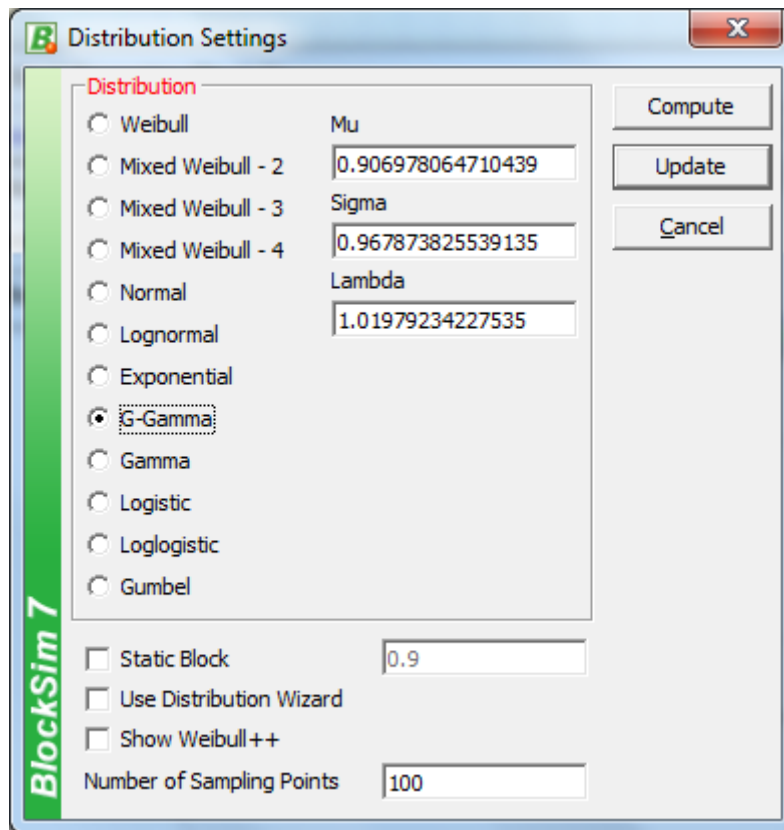 Distribution Settings
Distribution
Weibull
Mu
Compute
Mixed Weibull - 2
0.906978064710439
Update
Mixed Weibull - 3
Sigma
Mixed Weibull - 4
0.967873825539135
Cancel
Normal
Lambda
Lognormal
1.01979234227535
Exponential
G-Gamma
Gamma
Logistic
Loglogistic
Gumbel
Static Block
0.9
Use Distribution Wizard
Show Weibull++
Number of Sampling Points
100
BlockSim 7